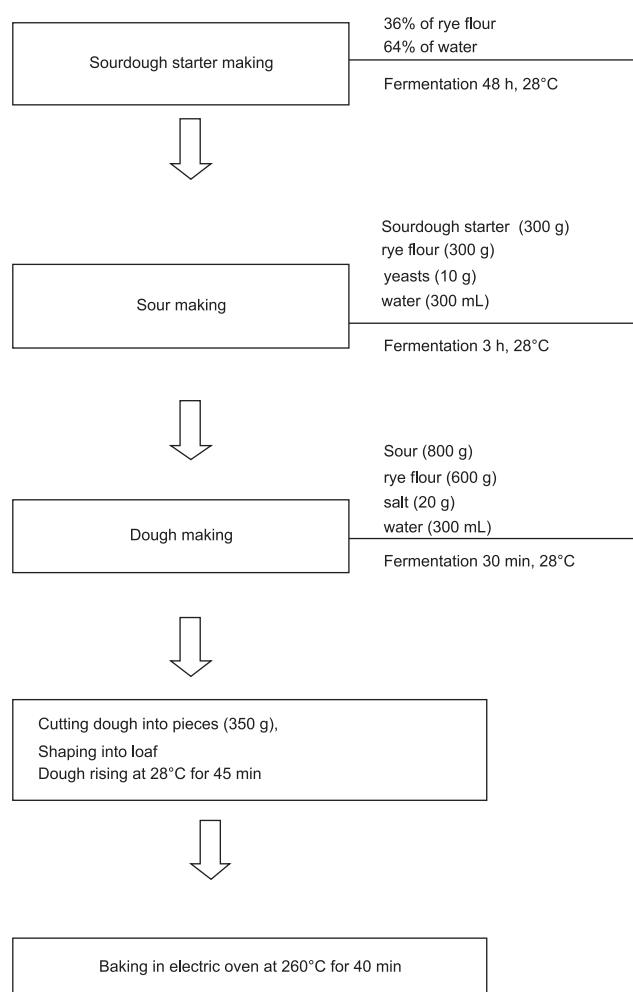 36% of rye flour
64% of water
Sourdough starter making
Fermentation 48 h, 28°C
Sourdough starter (300 g)
rye flour (300 g)
yeasts (10 g)
water (300 mL)
Sour making
Fermentation 3 h, 28°C
Sour (800 g)
rye flour (600 g)
salt (20 g)
water (300 mL)
Dough making
Fermentation 30 min, 28°C
Cutting dough into pieces (350 g),
Shaping into loaf
Dough rising at 28°C for 45 min
Baking in electric oven at 260°C for 40 min